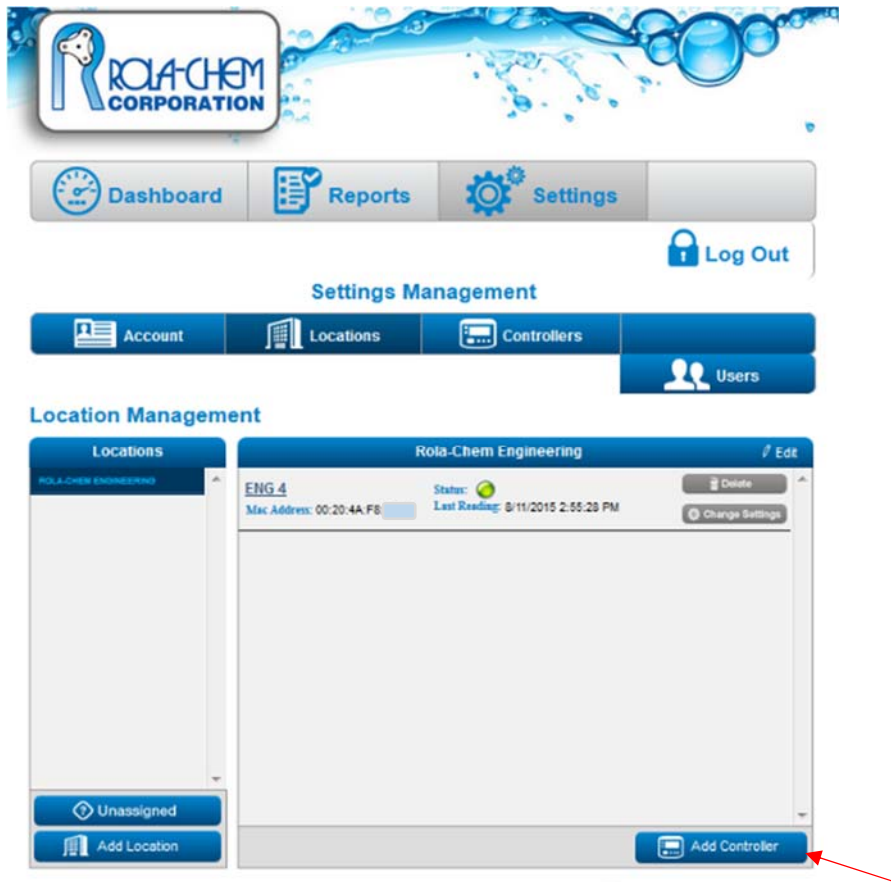 ROLA-CHEM
CORPORATION
Dashboard
Reports
Settings
Log Out
Settings Management
Account
Locations
Controllers
Users
Location Management
Locations
Rola-Chem Engineering
Edit
ROLA-CHEM ENGINEERING
ENG 4
Status:
Delete
Mac Address: 00:20:4A:F8:
Last Reading: 8/11/2015 2:55:28 PM
Change Settings
Unassigned
Add Location
Add Controller